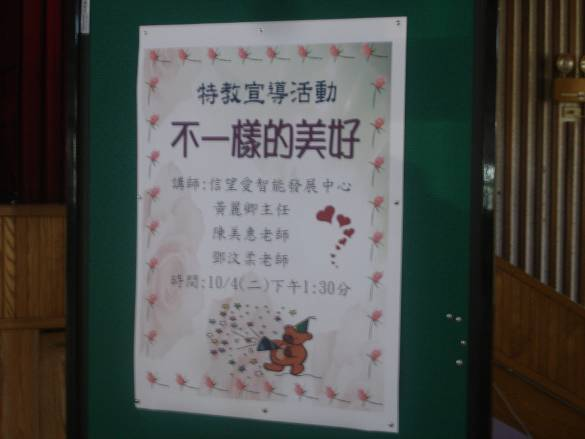 特教宣導活動
不一樣的美好
講師:信望愛智能發展中心
黃麗卿主任
陳美惠老師
鄧汶柔老師
時間:10/4(二)下午1:30分